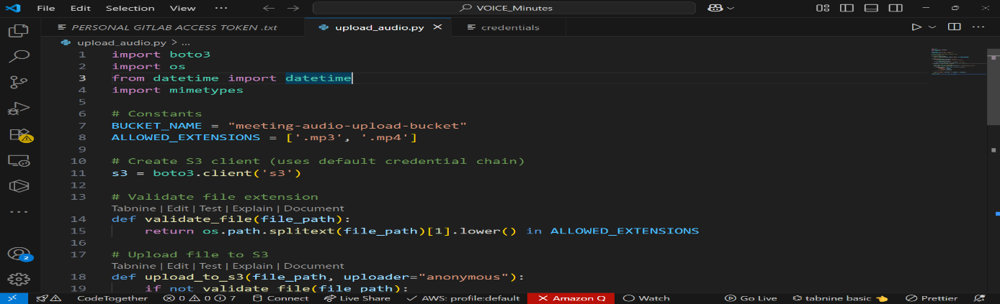 File Edit Selection View ... VOICE_Minutes
PERSONAL GITLAB ACCESS TOKEN .txt upload_audio.py credentials
upload_audio.py > ...
1 import boto3
2 import os
3 from datetime import datetime
4 import mimetypes
5
6 # Constants
7 BUCKET_NAME = "meeting-audio-upload-bucket"
8 ALLOWED_EXTENSIONS = ['.mp3', '.mp4']
9
10 # Create S3 client (uses default credential chain)
11 s3 = boto3.client('s3')
12
13 # Validate file extension
Tabnine | Edit | Test | Explain | Document
14 def validate_file(file_path):
15 return os.path.splitext(file_path)[1].lower() in ALLOWED_EXTENSIONS
16
17 # Upload file to S3
Tabnine | Edit | Test | Explain | Document
18 def upload_to_s3(file_path, uploader="anonymous"):
19 if not validate_file(file_path):
2
CodeTogether 0 0 7 Connect Live Share AWS: profile:default Amazon Q Watch Go Live tabnine basic Prettier